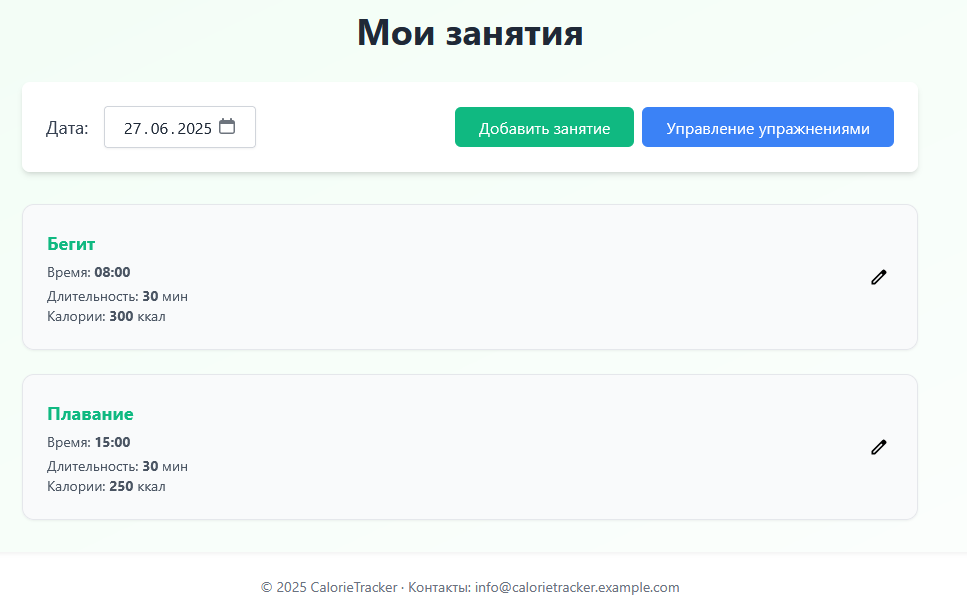 Мои занятия
Дата: 27.06.2025 Добавить занятие Управление упражнениями
Бегит
Время: 08:00
Длительность: 30 мин
Калории: 300 ккал
Плавание
Время: 15:00
Длительность: 30 мин
Калории: 250 ккал
© 2025 CalorieTracker · Контакты: info@calorietracker.example.com